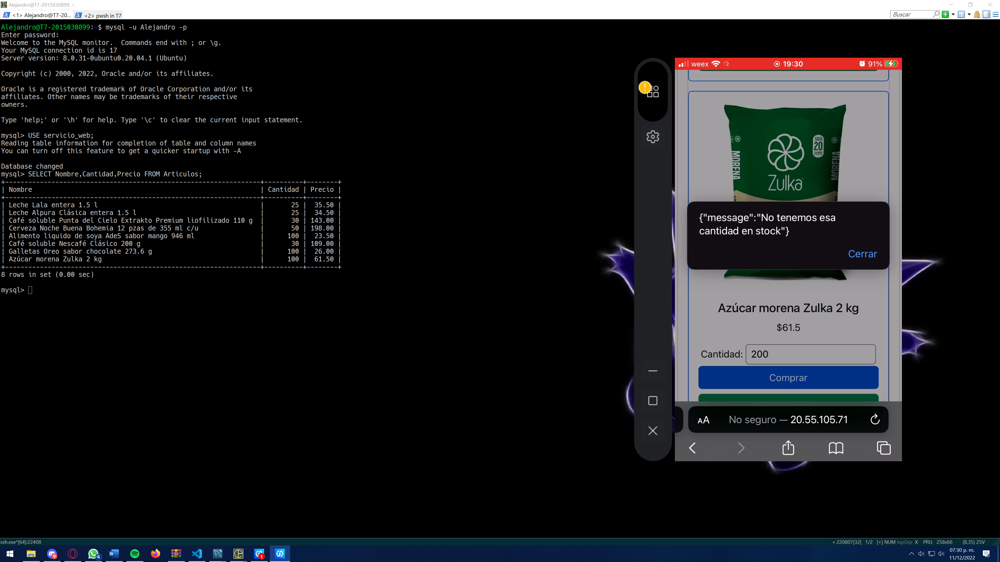 Alejandro@T7-2015030899: ~
<1> Alejandro@T7-20...
<2> pwsh in T7
Buscar
Alejandro@T7-2015030899:~$ mysql -u Alejandro -p
Enter password:
Welcome to the MySQL monitor.  Commands end with ; or \g.
Your MySQL connection id is 17
Server version: 8.0.31-0ubuntu0.20.04.1 (Ubuntu)
Copyright (c) 2000, 2022, Oracle and/or its affiliates.
Oracle is a registered trademark of Oracle Corporation and/or its
affiliates. Other names may be trademarks of their respective
owners.
Type 'help;' or '\h' for help. Type '\c' to clear the current input statement.
mysql> USE servicio_web;
Reading table information for completion of table and column names
You can turn off this feature to get a quicker startup with -A
Database changed
mysql> SELECT Nombre,Cantidad,Precio FROM Articulos;
| Nombre | Cantidad | Precio |
| Leche Lala entera 1.5 l | 25 | 35.50 |
| Leche Alpura Clásica entera 1.5 l | 25 | 34.50 |
| Café soluble Punta del Cielo Extrakto Premium liofilizado 110 g | 30 | 143.00 |
| Cerveza Noche Buena Bohemia 12 pzas de 355 ml c/u | 50 | 198.00 |
| Alimento liquido de soya AdeS sabor mango 946 ml | 100 | 23.50 |
| Café soluble Nescafé Clásico 200 g | 30 | 109.00 |
| Galletas Oreo sabor chocolate 273.6 g | 100 | 26.00 |
| Azúcar morena Zulka 2 kg | 100 | 61.50 |
8 rows in set (0.00 sec)
mysql>
weex
19:30
91%
SOLO
20
CALORÍAS
MORENA
MORENA
Zulka
{"message":"No tenemos esa
cantidad en stock"}
Cerrar
Azúcar morena Zulka 2 kg
$61.5
Cantidad: 200
Comprar
AA
No seguro — 20.55.105.71
ssh.exe*[64]:22408
« 220807[32] 1/2 [+] NUM InpGrp X PRI↕ 258x66 (8,35) 25V
9
4
1
07:30 p. m.
11/12/2022